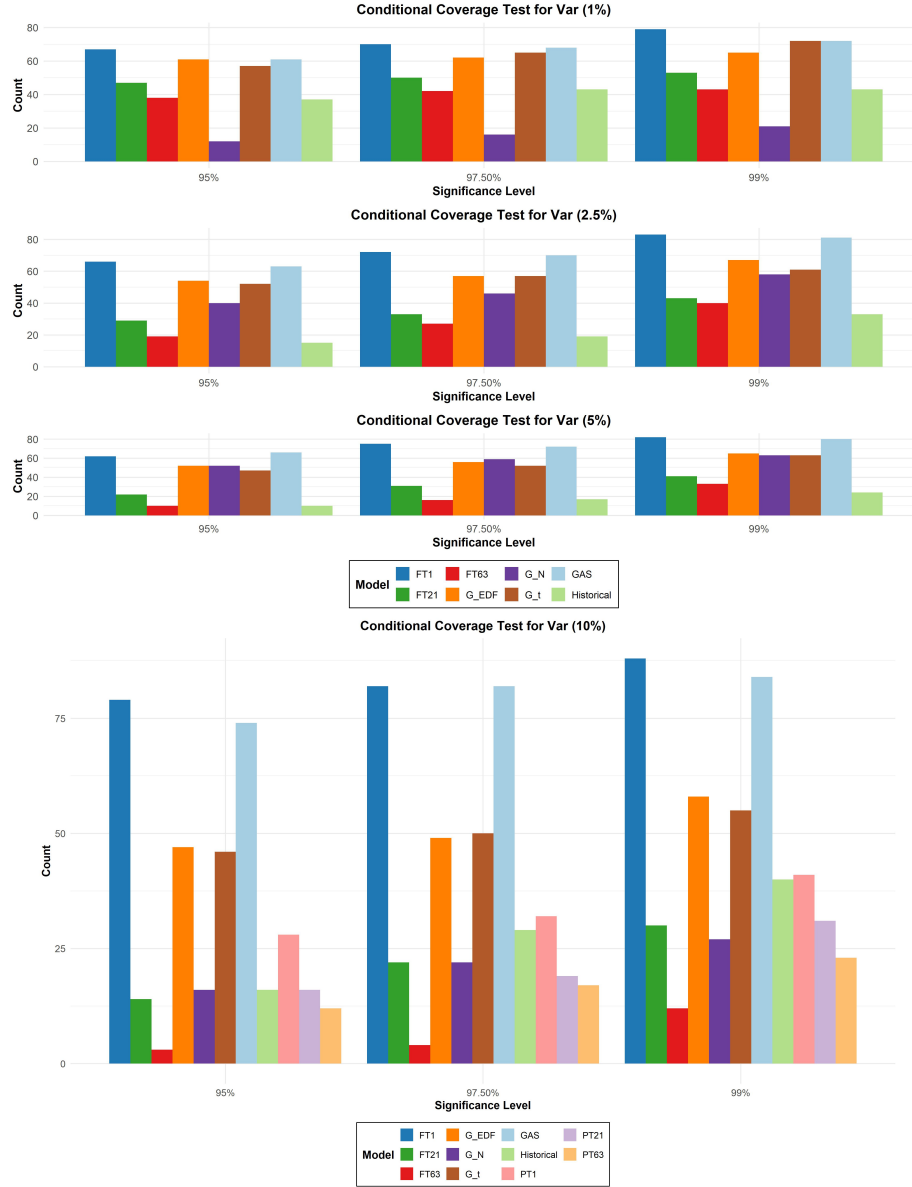 Conditional Coverage Test for Var (1%)
Count
80
60
40
20
0
95%
97.50%
99%
Significance Level
Conditional Coverage Test for Var (2.5%)
Count
80
60
40
20
0
95%
97.50%
99%
Significance Level
Conditional Coverage Test for Var (5%)
Count
80
60
40
20
0
95%
97.50%
99%
Significance Level
Model
FT1
FT63
G_N
GAS
FT21
G_EDF
G_t
Historical
Conditional Coverage Test for Var (10%)
Count
75
50
25
0
95%
97.50%
99%
Significance Level
Model
FT1
G_EDF
GAS
PT21
FT21
G_N
Historical
PT63
FT63
G_t
PT1